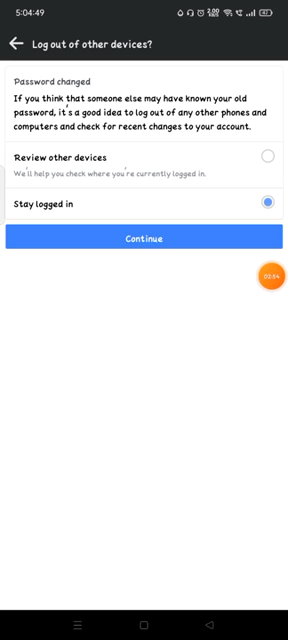 5:04:49
Log out of other devices?
Password changed
If you think that someone else may have known your old
password, it's a good idea to log out of any other phones and
computers and check for recent changes to your account.
Review other devices
We'll help you check where you're currently logged in.
Stay logged in
Continue
02:54